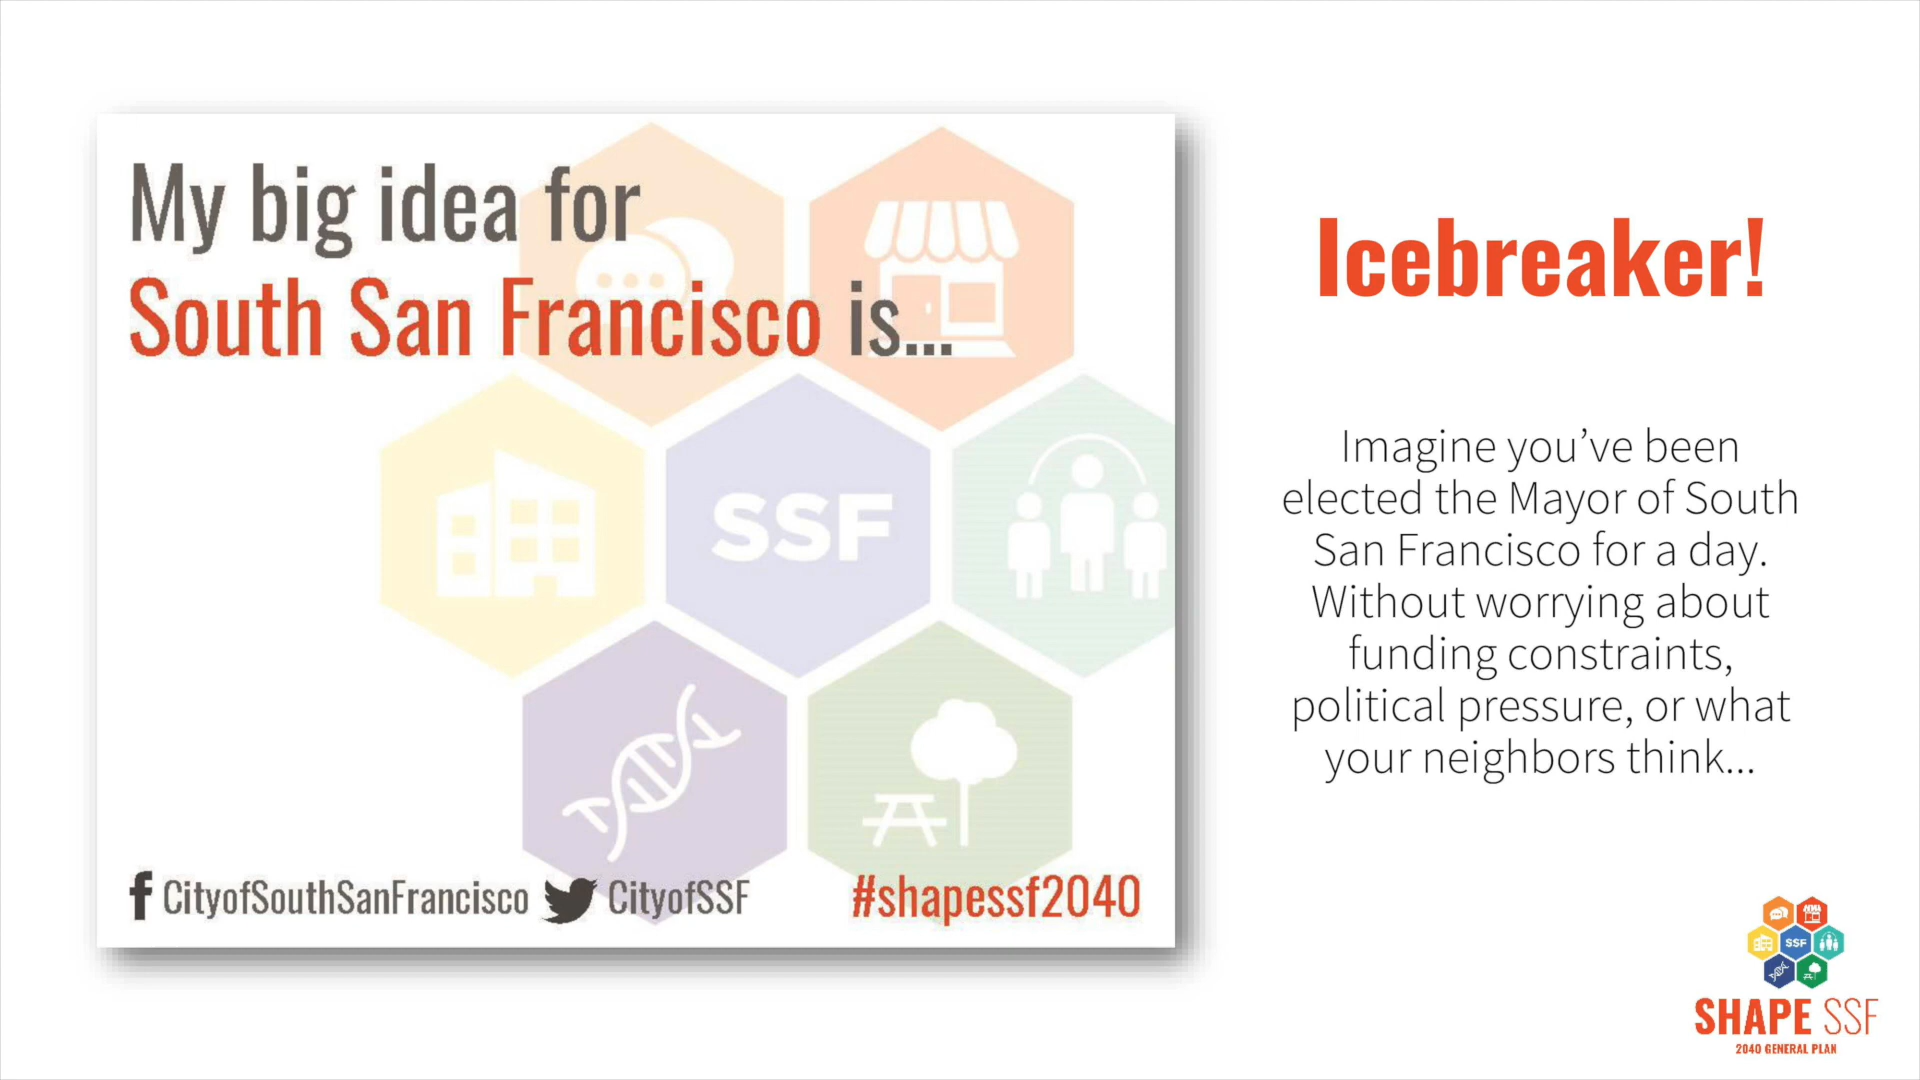 My big idea for
South San Francisco is...
SSF
CityofSouthSanFrancisco CityofSSF #shapessf2040
Icebreaker!
Imagine you’ve been
elected the Mayor of South
San Francisco for a day.
Without worrying about
funding constraints,
political pressure, or what
your neighbors think...
SSF
SHAPE SSF
2040 GENERAL PLAN